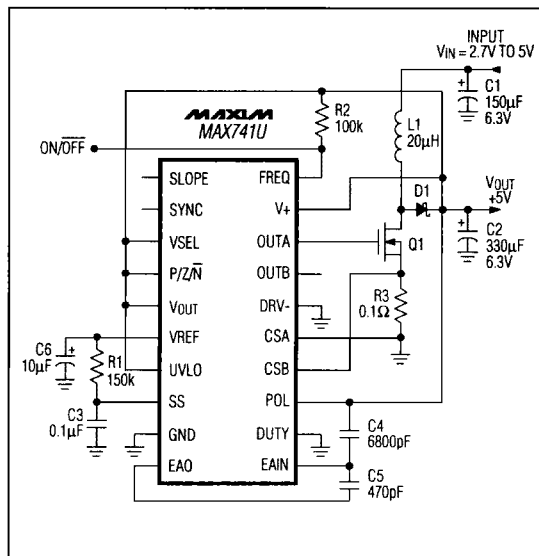 INPUT
VIN = 2.7V TO 5V
C1
150µF
6.3V
MAXIM
MAX741U
R2
100k
L1
20µH
ON/OFF
D1
VOUT
+5V
C2
330µF
6.3V
Q1
R3
0.1Ω
SLOPE
FREQ
SYNC
V+
VSEL
OUTA
P/Z/N
OUTB
VOUT
DRV-
VREF
CSA
UVLO
CSB
SS
POL
GND
DUTY
EAO
EAIN
C6
10µF
R1
150k
C3
0.1µF
C4
6800pF
C5
470pF